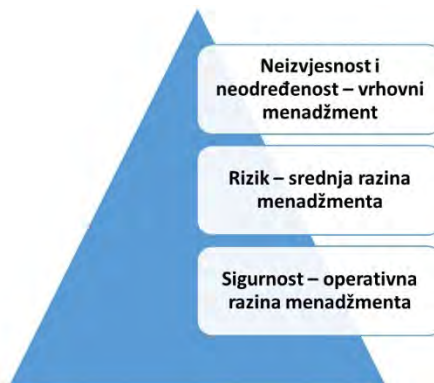 Neizvjesnost i
neodređenost – vrhovni
menadžment
Rizik – srednja razina
menadžmenta
Sigurnost – operativna
razina menadžmenta